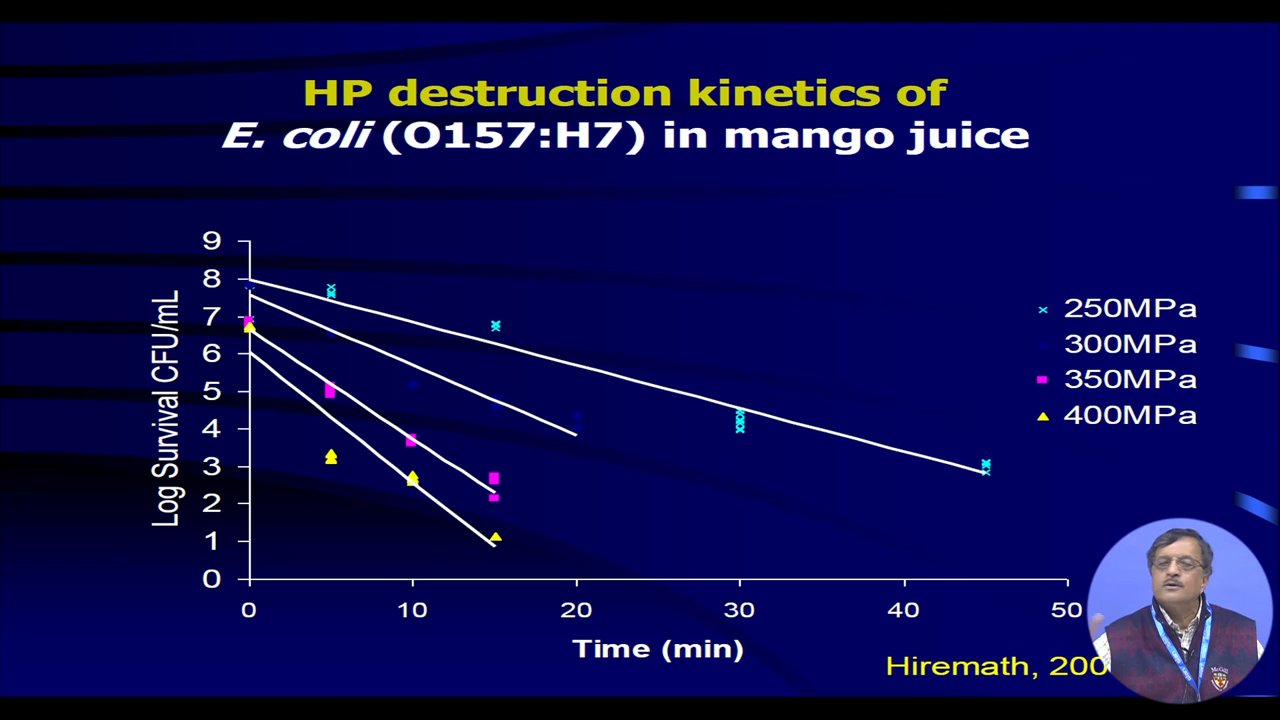 HP destruction kinetics of
E. coli (O157:H7) in mango juice
Log Survival CFU/mL
9
8
7
6
5
4
3
2
1
0
0 10 20 30 40 50
Time (min)
250MPa
300MPa
350MPa
400MPa
Hiremath, 200
McGill